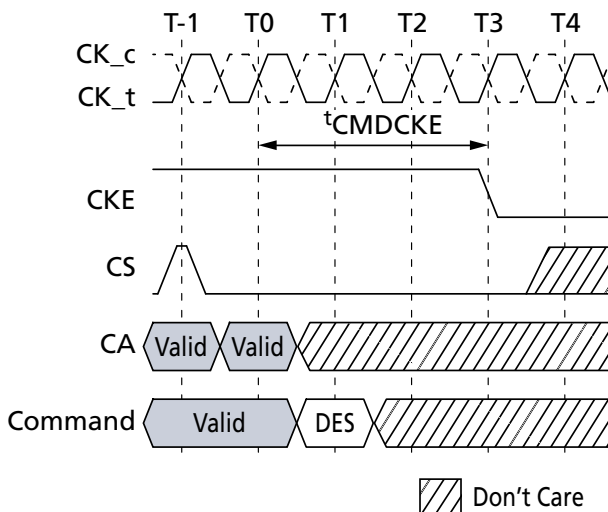 T-1 T0 T1 T2 T3 T4
CK_c
CK_t
tCMDCKE
CKE
CS
CA Valid Valid
Command Valid DES
Don't Care